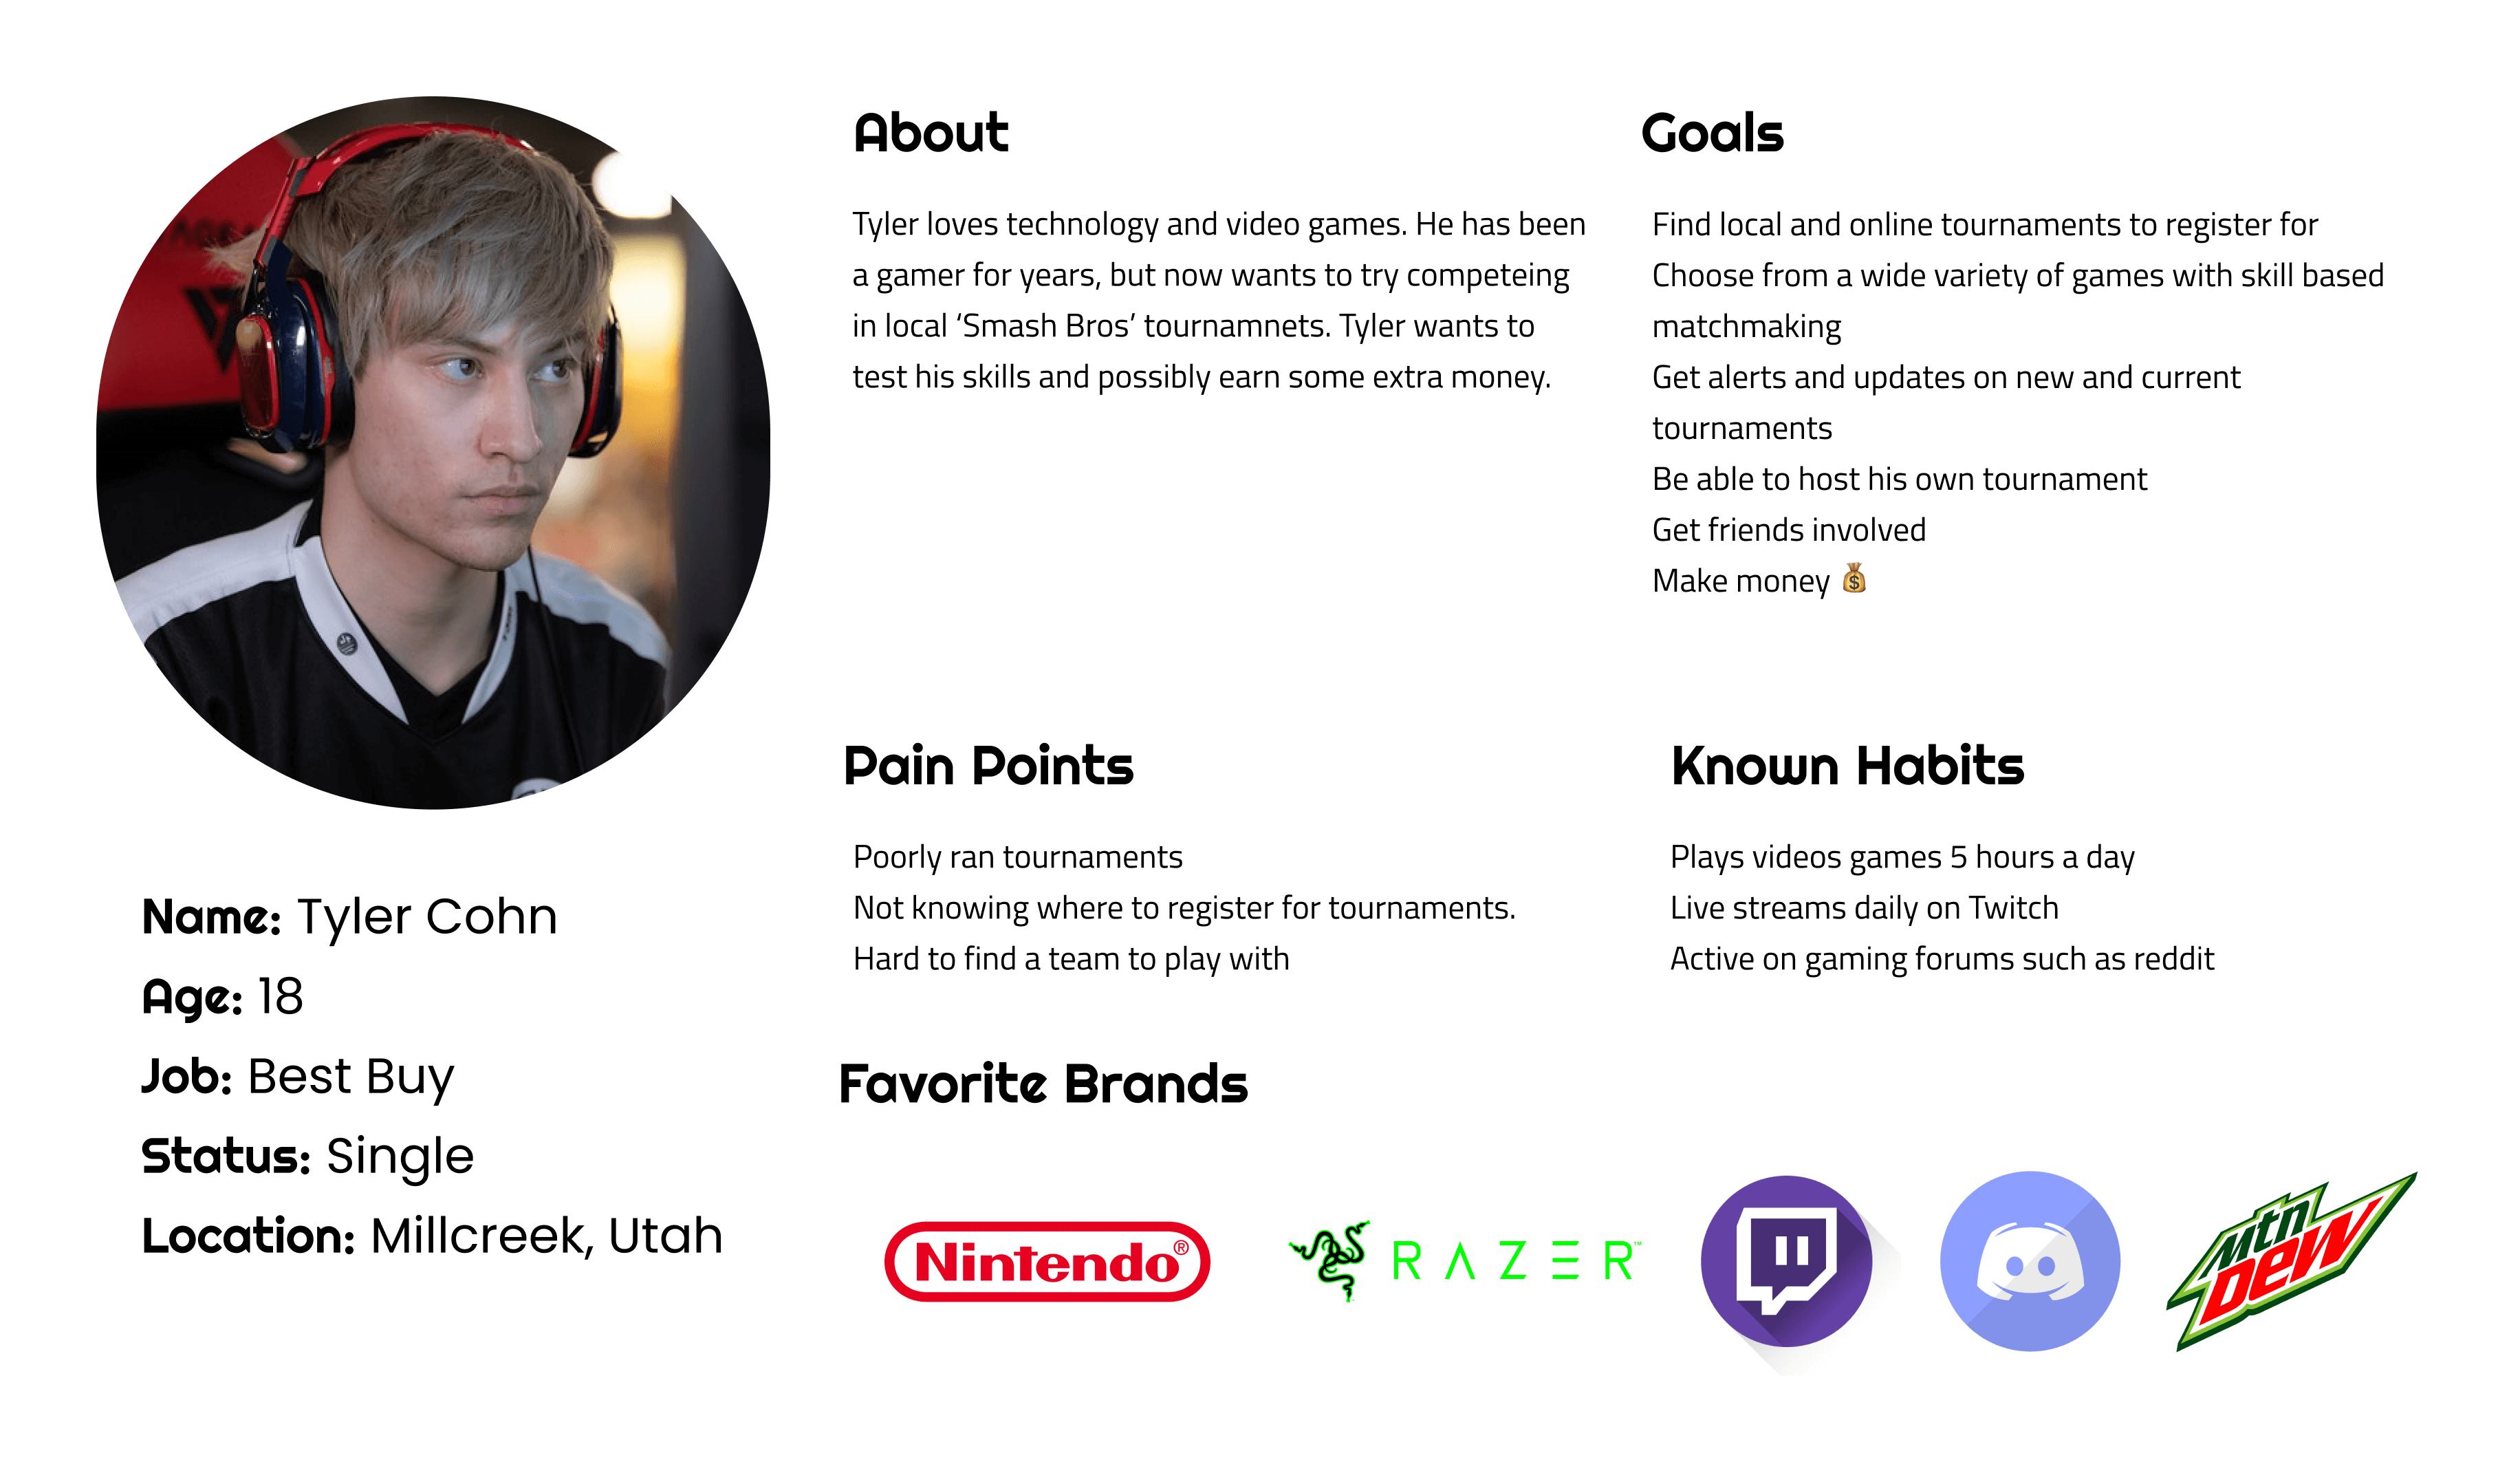 About
Tyler loves technology and video games. He has been
a gamer for years, but now wants to try competeing
in local ‘Smash Bros’ tournamnets. Tyler wants to
test his skills and possibly earn some extra money.
Goals
Find local and online tournaments to register for
Choose from a wide variety of games with skill based
matchmaking
Get alerts and updates on new and current
tournaments
Be able to host his own tournament
Get friends involved
Make money 💰
Name: Tyler Cohn
Age: 18
Job: Best Buy
Status: Single
Location: Millcreek, Utah
Pain Points
Poorly ran tournaments
Not knowing where to register for tournaments.
Hard to find a team to play with
Known Habits
Plays videos games 5 hours a day
Live streams daily on Twitch
Active on gaming forums such as reddit
Favorite Brands
Nintendo®
RAZER™
Mtn
DEW